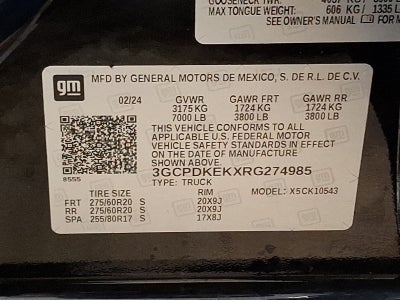 MAX TONGUE WEIGHT: 606 KG/ 1335 LB
SEE OWNER'S MANUAL FOR MORE
gm
MFD BY GENERAL MOTORS DE MEXICO, S. DE R.L. DE C.V.
02/24 GVWR GAWR FRT GAWR RR
3175 KG 1724 KG 1724 KG
7000 LB 3800 LB 3800 LB
THIS VEHICLE CONFORMS TO ALL
APPLICABLE U.S. FEDERAL MOTOR
VEHICLE SAFETY STANDARDS IN EFFECT
ON THE DATE OF MANUFACTURE
SHOWN ABOVE.
3GCPDKEKXRG274985
8555
TYPE: TRUCK MODEL: X5CK10543
TIRE SIZE RIM
FRT 275/60R20 S 20X9J
RR 275/60R20 S 20X9J
SPA 255/80R17 S 17X8J